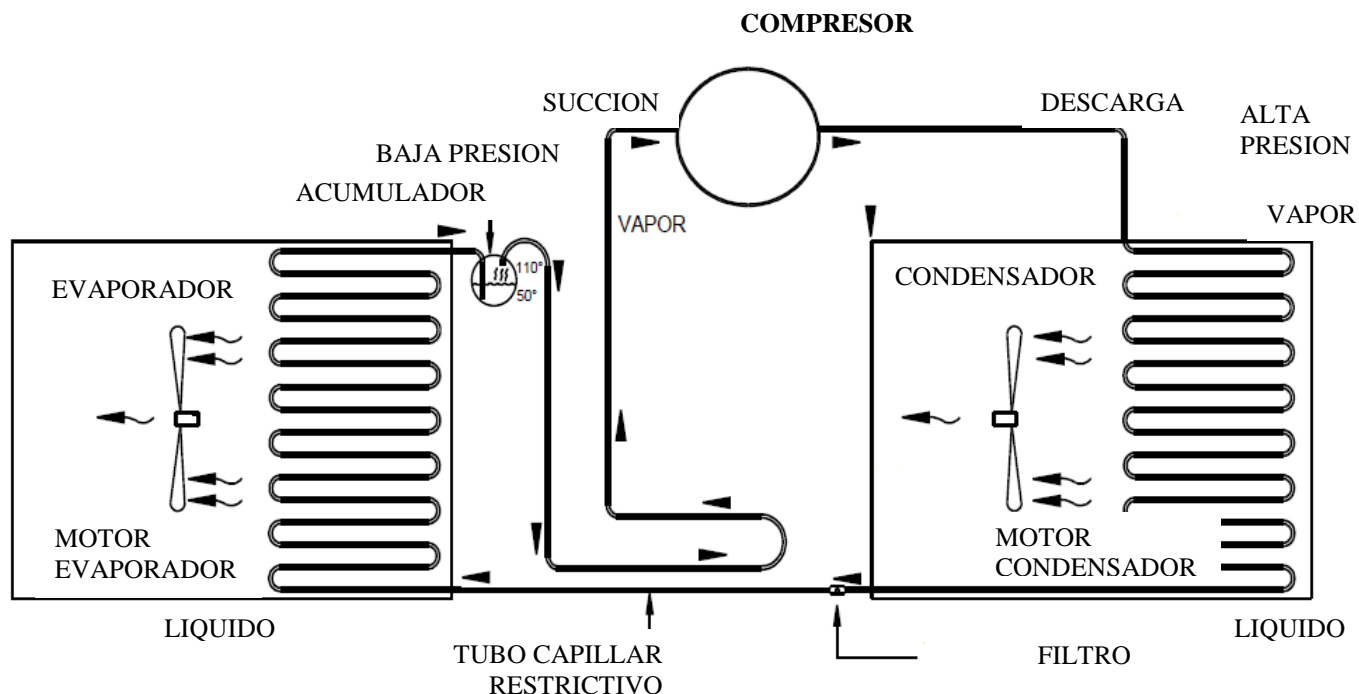 COMPRESOR
SUCCION
DESCARGA
ALTA
PRESION
BAJA PRESION
ACUMULADOR
VAPOR
VAPOR
110°
50°
EVAPORADOR
CONDENSADOR
MOTOR
EVAPORADOR
MOTOR
CONDENSADOR
LIQUIDO
LIQUIDO
TUBO CAPILLAR
RESTRICTIVO
FILTRO